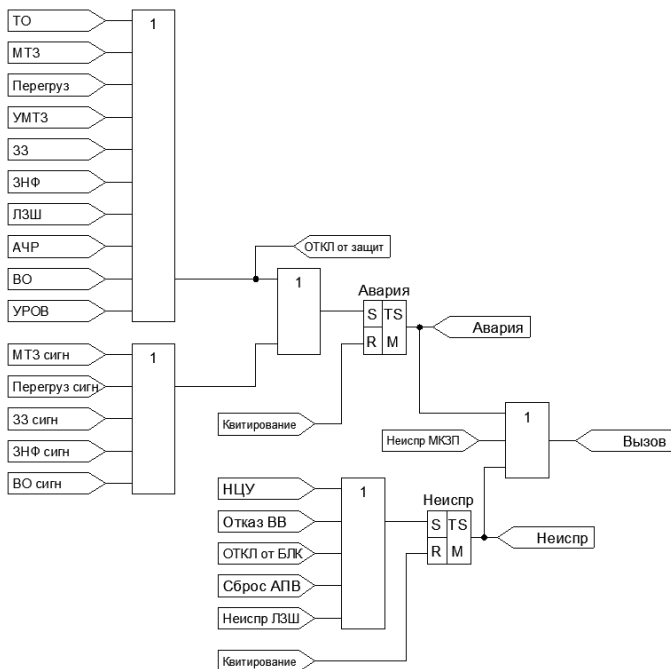 ТО
1
МТЗ
Перегруз
УМТЗ
ЗЗ
ЗНФ
ЛЗШ
АЧР
ОТКЛ от защит
ВО
1
Авария
УРОВ
S TS
Авария
R M
МТЗ сигн
1
Перегруз сигн
ЗЗ сигн
Квитирование
1
Неиспр МКЗП
Вызов
ЗНФ сигн
ВО сигн
НЦУ
1
Неиспр
Отказ ВВ
S TS
Неиспр
ОТКЛ от БЛК
R M
Сброс АПВ
Неиспр ЛЗШ
Квитирование